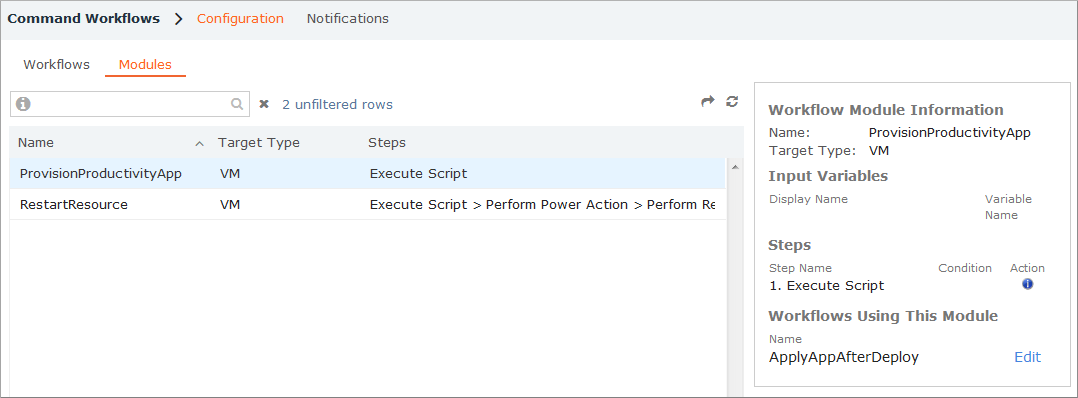 Command Workflows > Configuration Notifications
Workflows Modules
2 unfiltered rows
Name Target Type Steps
ProvisionProductivityApp VM Execute Script
RestartResource VM Execute Script > Perform Power Action > Perform Re
Workflow Module Information
Name: ProvisionProductivityApp
Target Type: VM
Input Variables
Display Name Variable
Name
Steps
Step Name Condition Action
1. Execute Script
Workflows Using This Module
Name
ApplyAppAfterDeploy Edit